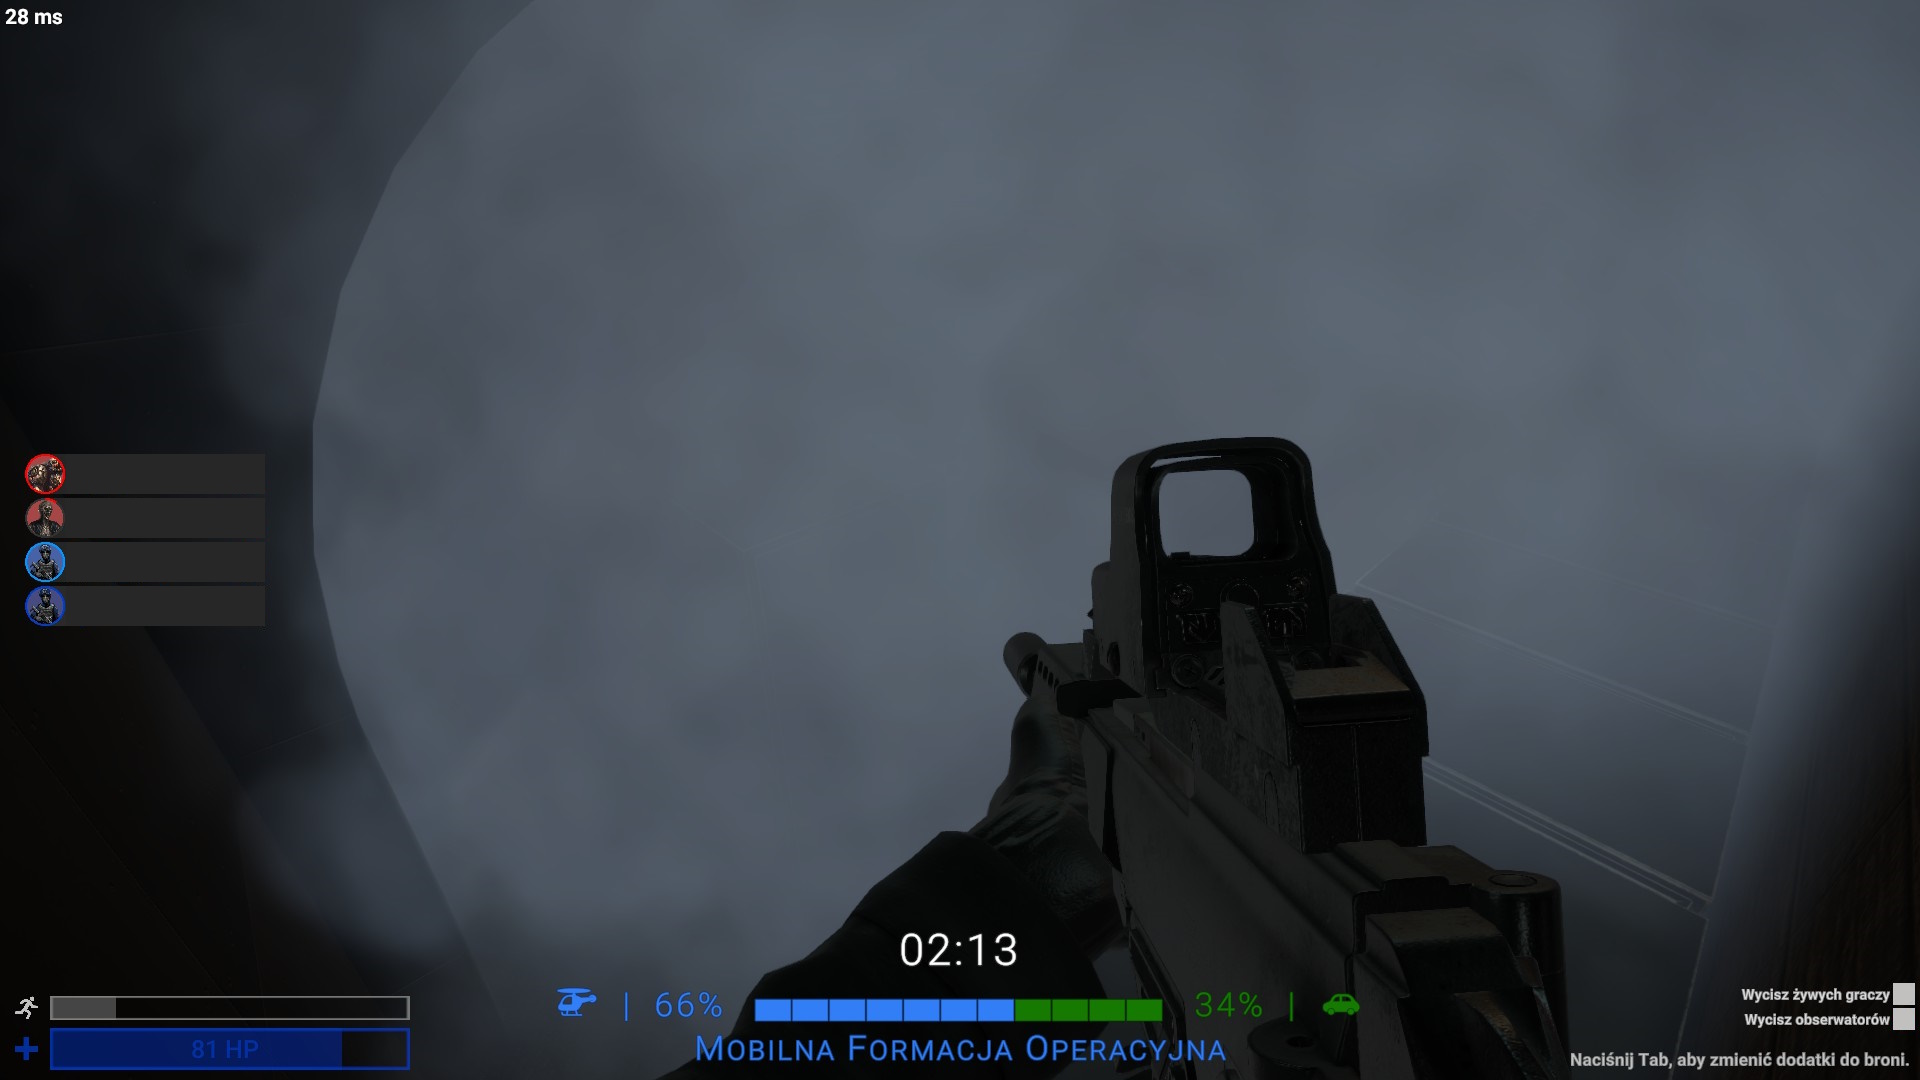 28 ms
02:13
66%
34%
MOBILNA FORMACJA OPERACYJNA
81 HP
Wycisz żywych graczy
Wycisz obserwatorów
Naciśnij Tab, aby zmienić dodatki do broni.